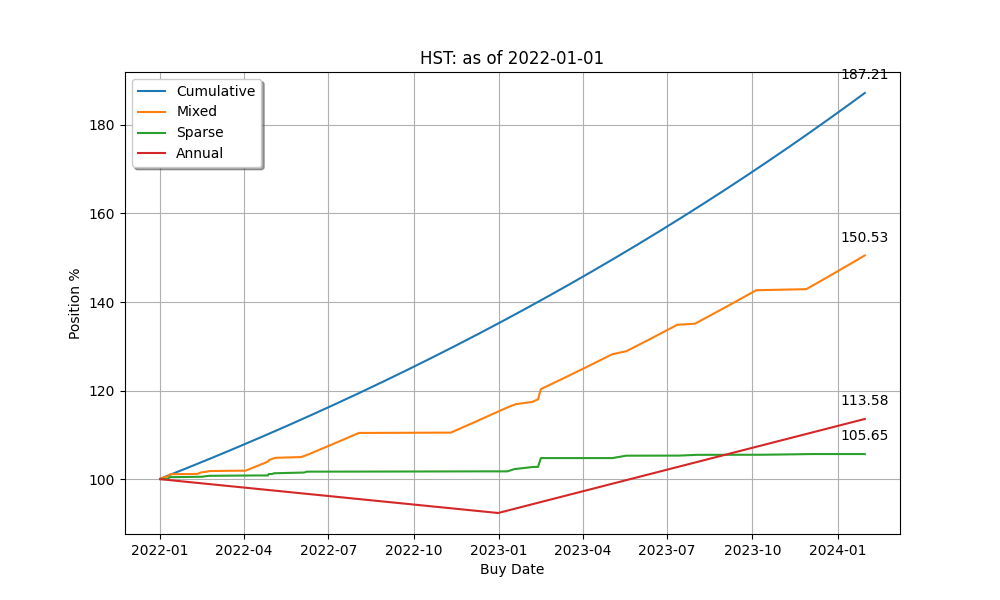 HST: as of 2022-01-01
187.21
Cumulative
Mixed
Sparse
Annual
180
160
150.53
140
120
113.58
105.65
100
Position %
2022-01 2022-04 2022-07 2022-10 2023-01 2023-04 2023-07 2023-10 2024-01
Buy Date